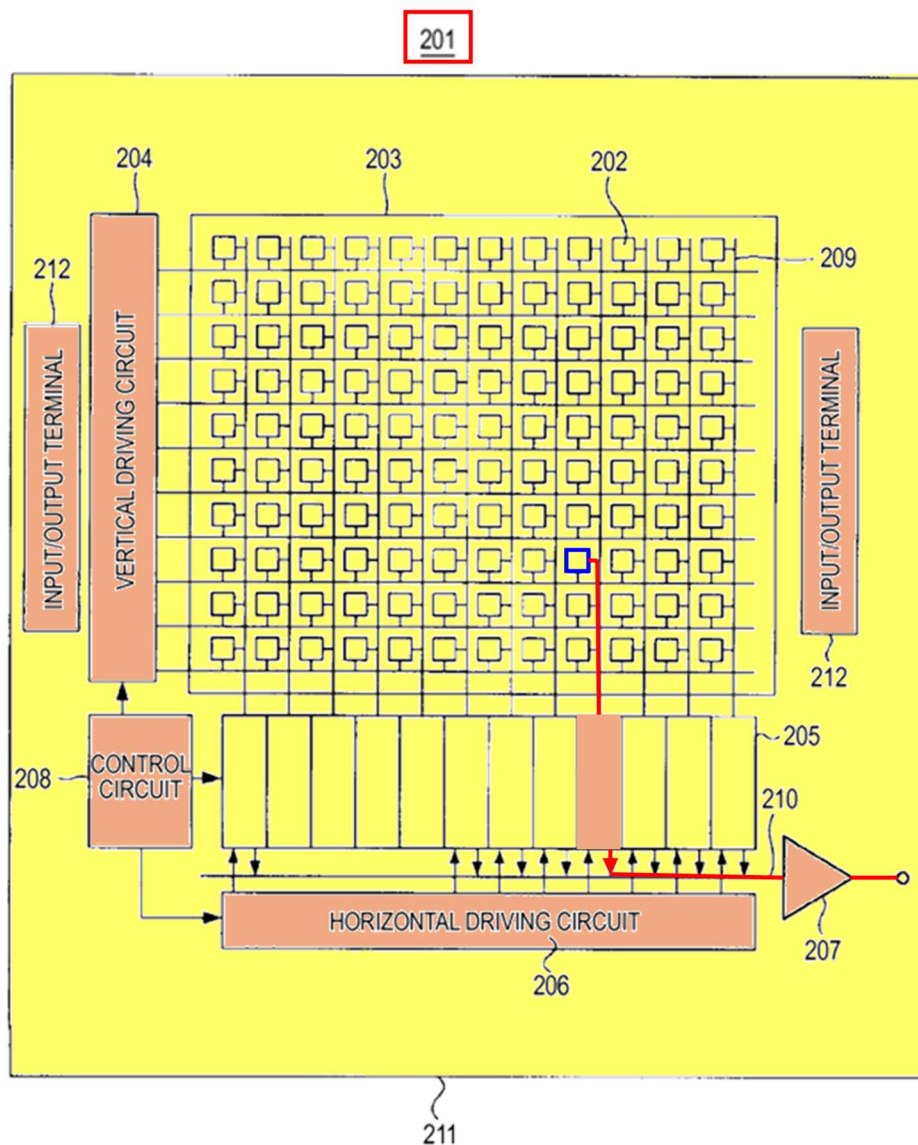 201
204
203
202
212
209
INPUT/OUTPUT TERMINAL
VERTICAL DRIVING CIRCUIT
INPUT/OUTPUT TERMINAL
212
208
CONTROL
CIRCUIT
205
210
HORIZONTAL DRIVING CIRCUIT
206
207
211